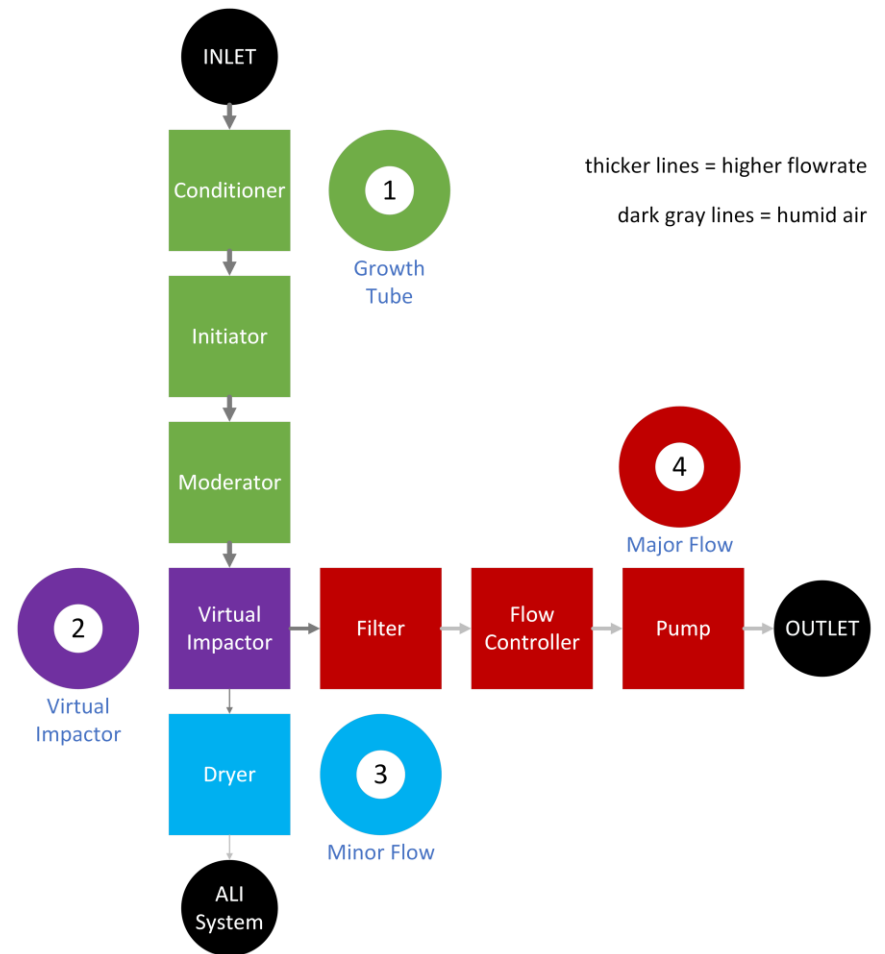 INLET
Conditioner
1
Growth
Tube
thicker lines = higher flowrate
dark gray lines = humid air
Initiator
Moderator
4
Major Flow
2
Virtual
Impactor
Virtual
Impactor
Filter
Flow
Controller
Pump
OUTLET
Dryer
3
Minor Flow
ALI
System